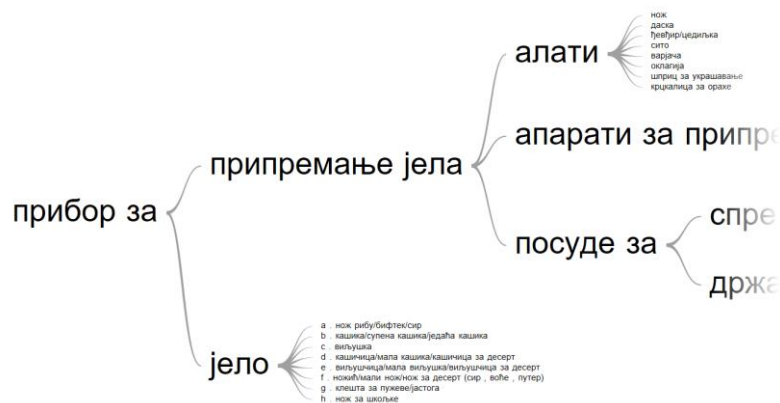 прибор за
припремање јела
алати
нож
даска
ђевђир/цедиљка
сито
варјача
оклагија
шприц за украшавање
крцкалица за орахе
апарати за припре
посуде за
спре
држа
јело
a . нож рибу/бифтек/сир
b . кашика/супена кашика/једаћа кашика
c . виљушка
d . кашичица/мала кашика/кашичица за десерт
e . виљушчица/мала виљушка/виљушчица за десерт
f . ножић/мали нож/нож за десерт (сир , воће , путер)
g . клешта за пужеве/јастога
h . нож за шкољке